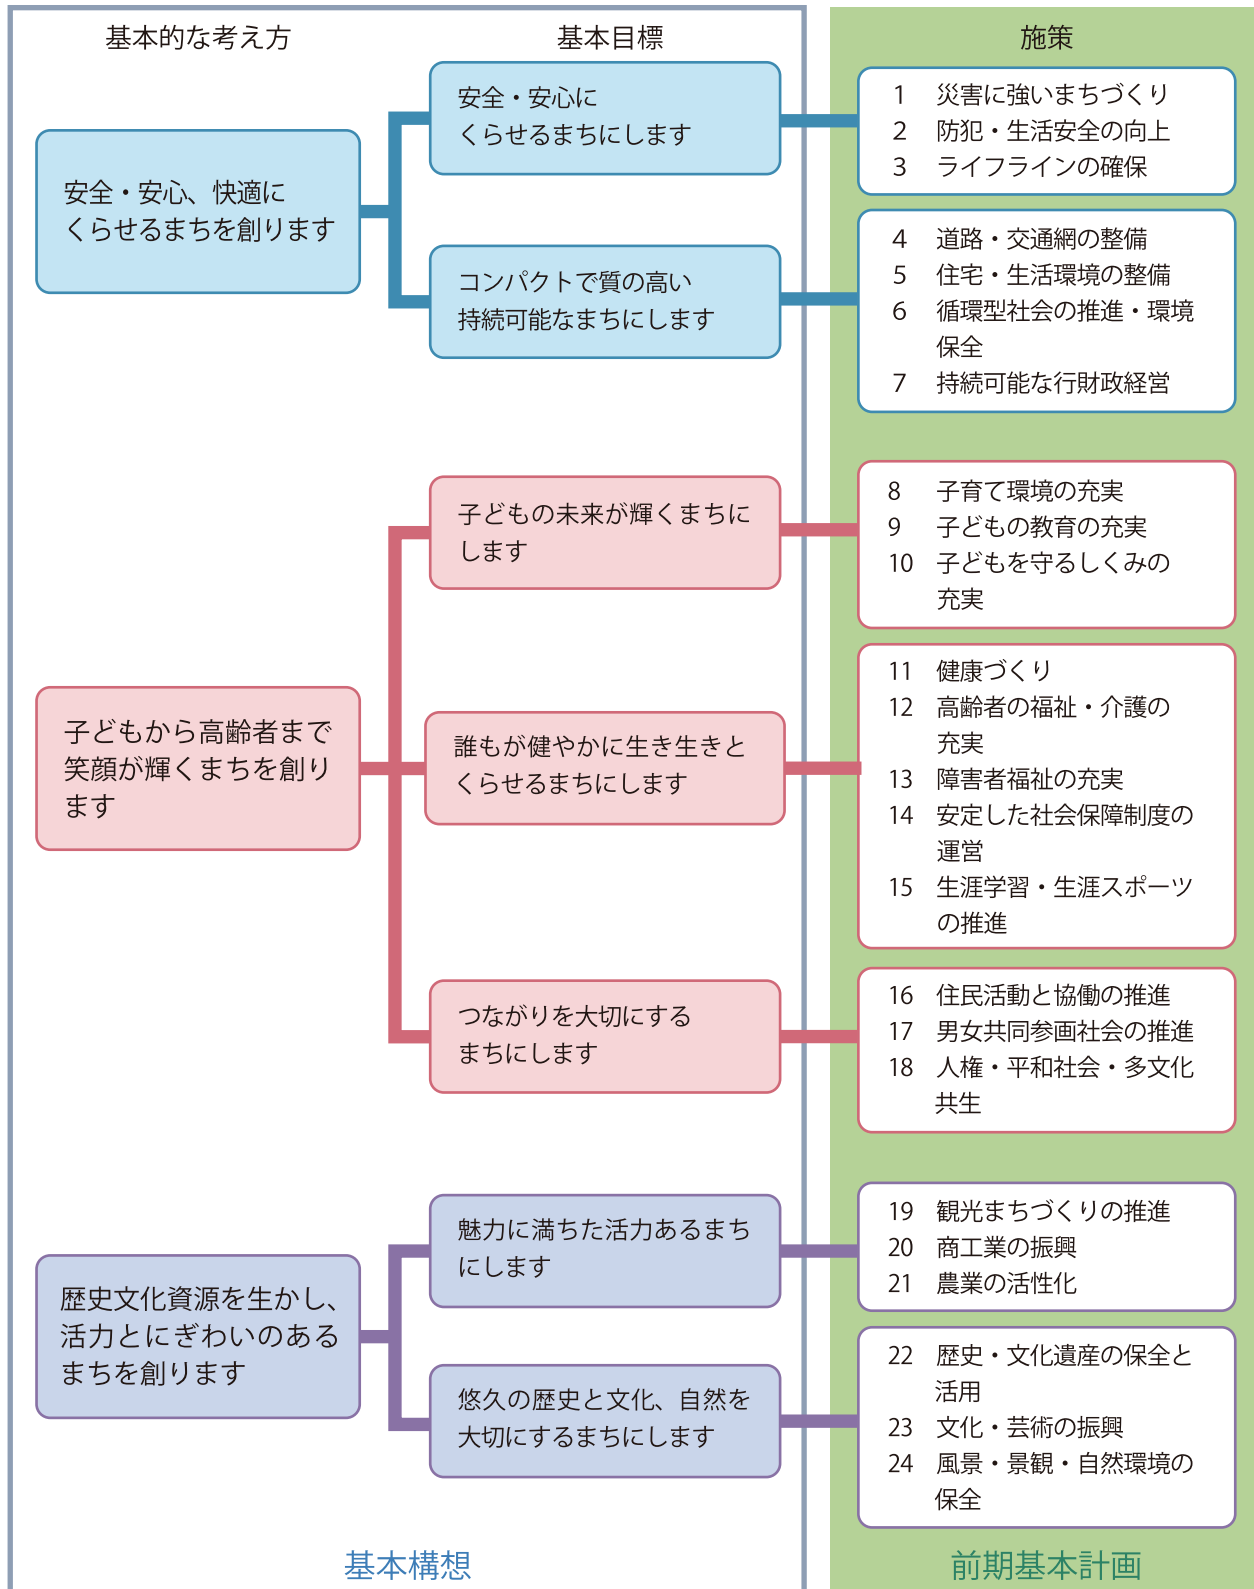 基本的な考え方
基本目標
施策
安全・安心、快適に
くらせるまちを創ります
安全・安心に
くらせるまちにします
1 災害に強いまちづくり
2 防犯・生活安全の向上
3 ライフラインの確保
コンパクトで質の高い
持続可能なまちにします
4 道路・交通網の整備
5 住宅・生活環境の整備
6 循環型社会の推進・環境
保全
7 持続可能な行財政経営
子どもから高齢者まで
笑顔が輝くまちを創り
ます
子どもの未来が輝くまちに
します
8 子育て環境の充実
9 子どもの教育の充実
10 子どもを守るしくみの
充実
誰もが健やかに生き生きと
くらせるまちにします
11 健康づくり
12 高齢者の福祉・介護の
充実
13 障害者福祉の充実
14 安定した社会保障制度の
運営
15 生涯学習・生涯スポーツ
の推進
つながりを大切にする
まちにします
16 住民活動と協働の推進
17 男女共同参画社会の推進
18 人権・平和社会・多文化
共生
歴史文化資源を生かし、
活力とにぎわいのある
まちを創ります
魅力に満ちた活力あるまち
にします
19 観光まちづくりの推進
20 商工業の振興
21 農業の活性化
悠久の歴史と文化、自然を
大切にするまちにします
22 歴史・文化遺産の保全と
活用
23 文化・芸術の振興
24 風景・景観・自然環境の
保全
基本構想
前期基本計画